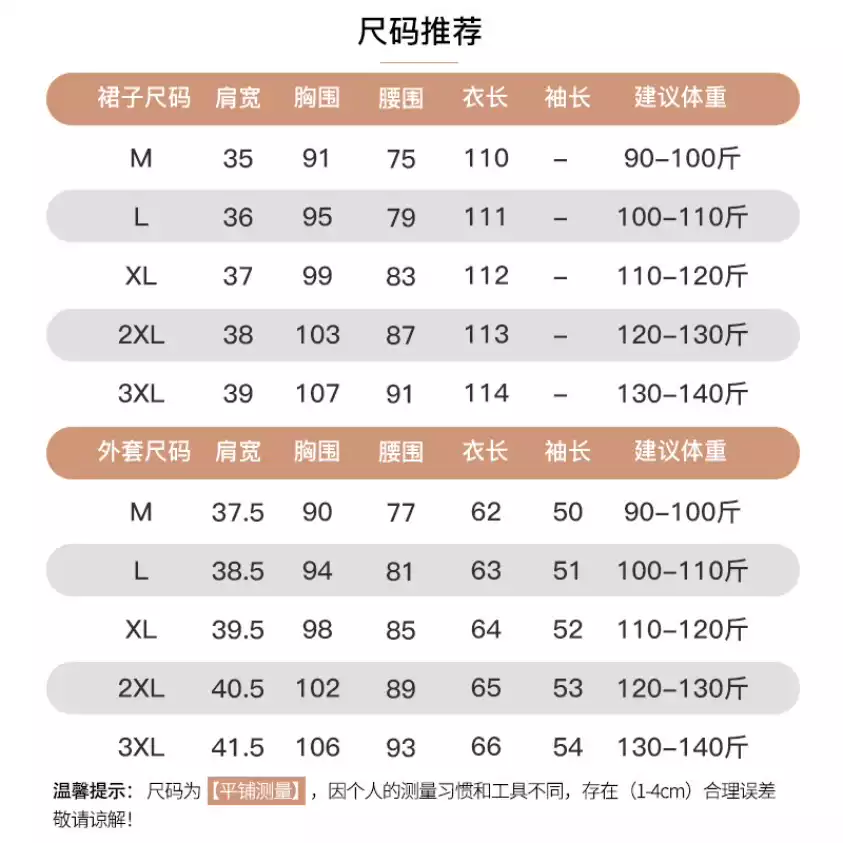 尺码推荐
裙子尺码 肩宽 胸围 腰围 衣长 袖长 建议体重
M 35 91 75 110 – 90–100斤
L 36 95 79 111 – 100–110斤
XL 37 99 83 112 – 110–120斤
2XL 38 103 87 113 – 120–130斤
3XL 39 107 91 114 – 130–140斤
外套尺码 肩宽 胸围 腰围 衣长 袖长 建议体重
M 37.5 90 77 62 50 90–100斤
L 38.5 94 81 63 51 100–110斤
XL 39.5 98 85 64 52 110–120斤
2XL 40.5 102 89 65 53 120–130斤
3XL 41.5 106 93 66 54 130–140斤
温馨提示：尺码为【平铺测量】，因个人的测量习惯和工具不同，存在（1-4cm）合理误差
敬请谅解！